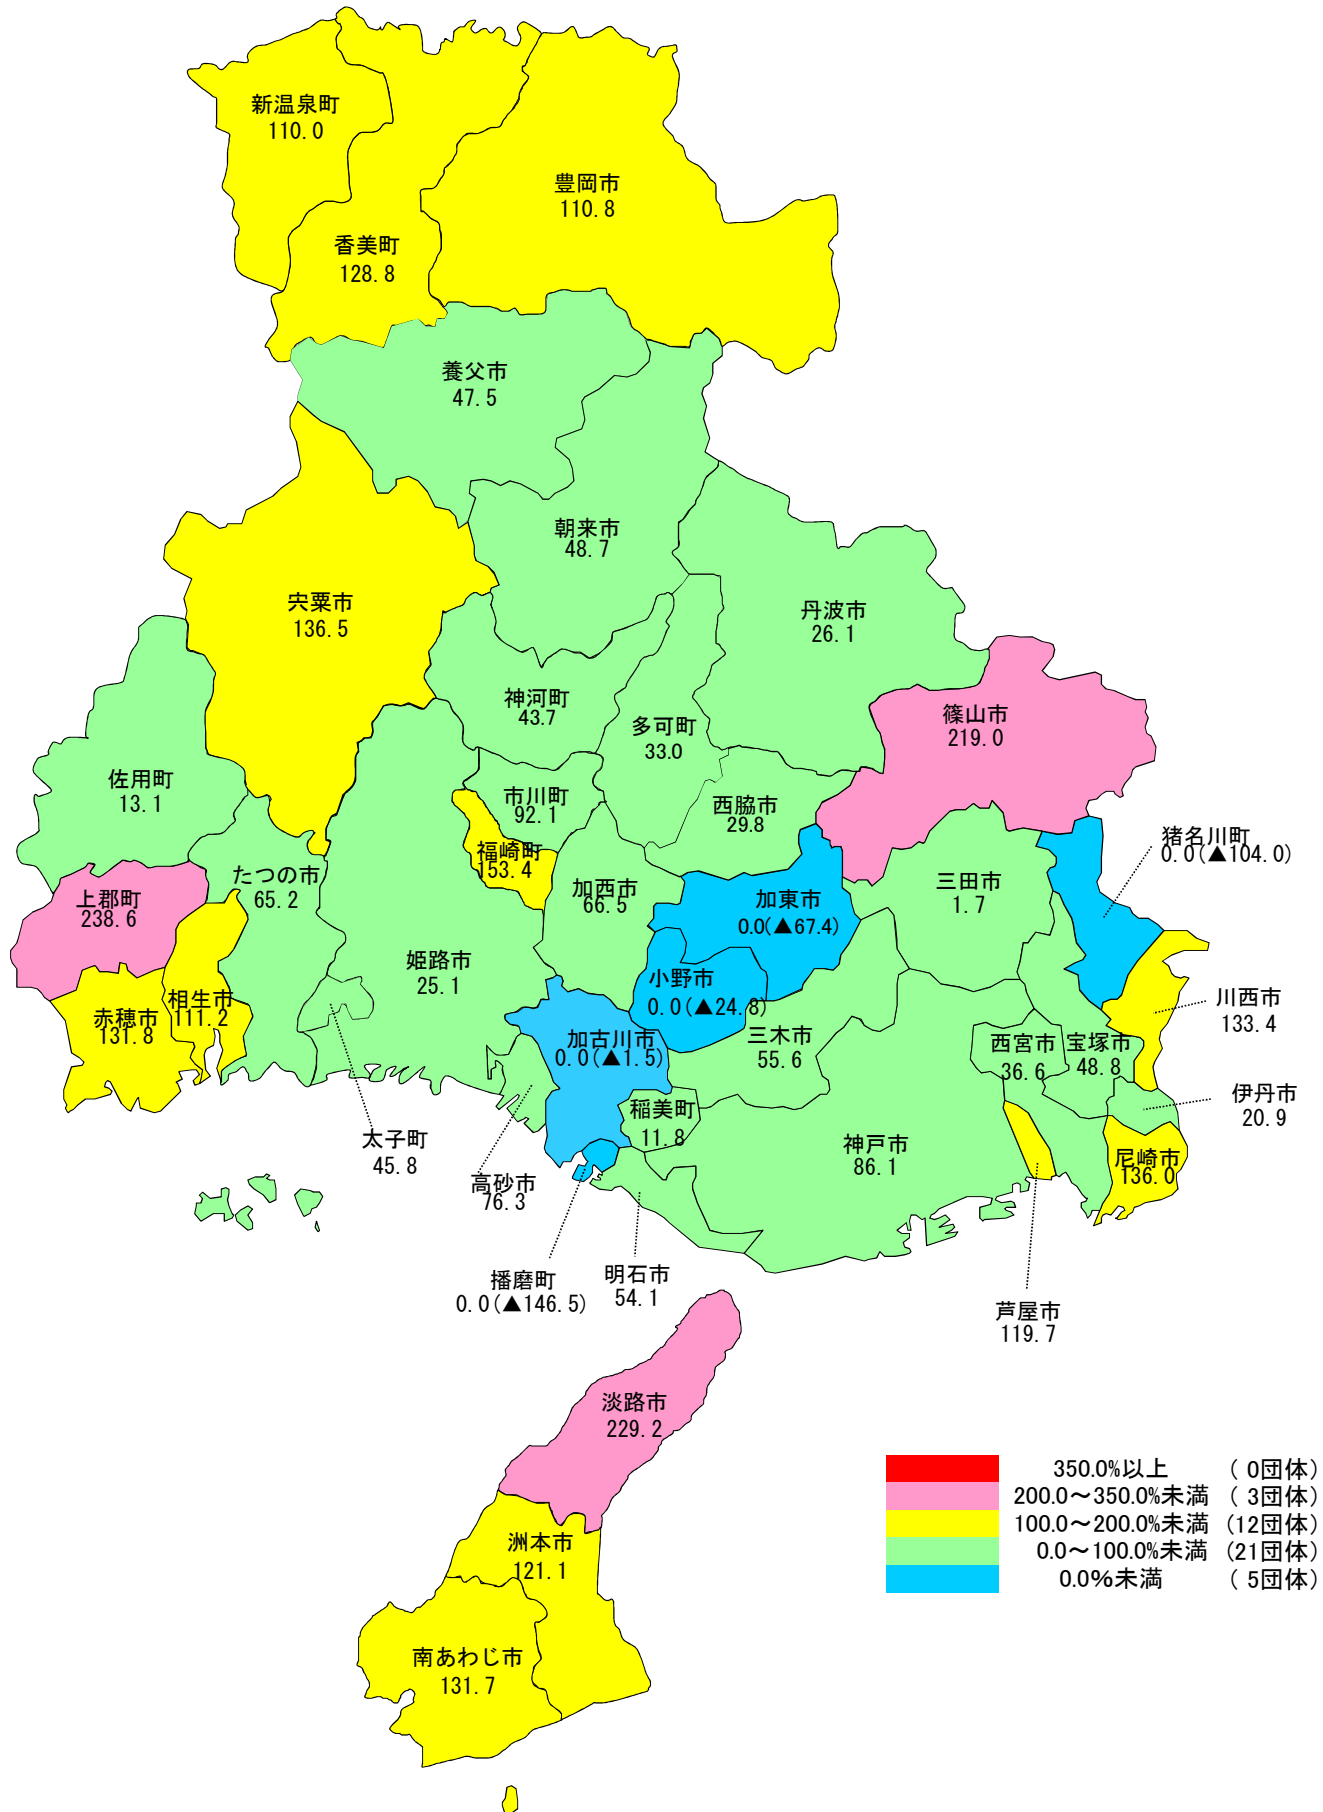 新温泉町
110.0
豊岡市
110.8
香美町
128.8
養父市
47.5
朝来市
48.7
宍粟市
136.5
丹波市
26.1
神河町
43.7
多可町
33.0
篠山市
219.0
佐用町
13.1
市川町
92.1
西脇市
29.8
猪名川町
0.0(▲104.0)
福崎町
153.4
たつの市
65.2
加西市
66.5
三田市
1.7
上郡町
238.6
加東市
0.0(▲67.4)
姫路市
25.1
小野市
0.0(▲24.8)
相生市
111.2
川西市
133.4
赤穂市
131.8
加古川市
0.0(▲1.5)
三木市
55.6
西宮市
36.6
宝塚市
48.8
伊丹市
20.9
稲美町
11.8
太子町
45.8
神戸市
86.1
尼崎市
136.0
高砂市
76.3
播磨町
0.0(▲146.5)
明石市
54.1
芦屋市
119.7
淡路市
229.2
洲本市
121.1
南あわじ市
131.7
350.0%以上 ( 0団体)
200.0～350.0%未満 ( 3団体)
100.0～200.0%未満 (12団体)
0.0～100.0%未満 (21団体)
0.0%未満 ( 5団体)